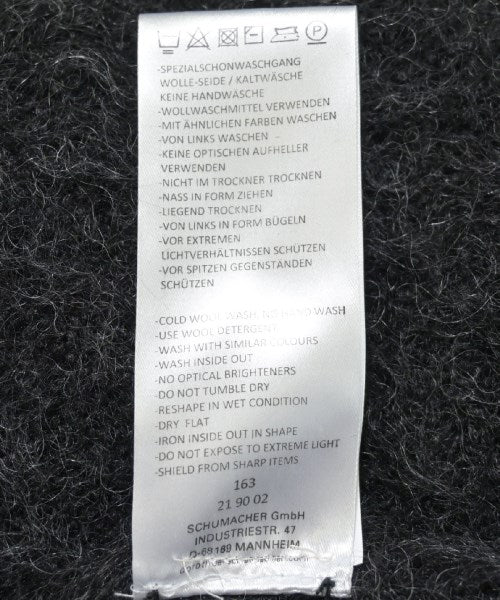 -SPEZIALSCHONWASCHGANG
WOLLE-SEIDE / KALTWÄSCHE
KEINE HANDWÄSCHE
-WOLLWASCHMITTEL VERWENDEN
-MIT ÄHNLICHEN FARBEN WASCHEN
-VON LINKS WASCHEN -
-KEINE OPTISCHEN AUFHELLER
VERWENDEN
-NICHT IM TROCKNER TROCKNEN
NASS IN FORM ZIEHEN
-LIEGEND TROCKNEN
-VON LINKS IN FORM BÜGELN
-VOR EXTREMEN
LICHTVERHÄLTNISSEN SCHÜTZEN
-VOR SPITZEN GEGENSTÄNDEN
SCHÜTZEN
-COLD WOOL WASH, NO HAND WASH
-USE WOOL DETERGENT
-WASH WITH SIMILAR COLOURS
-WASH INSIDE OUT
-NO OPTICAL BRIGHTENERS
-DO NOT TUMBLE DRY
-RESHAPE IN WET CONDITION
-DRY FLAT
-IRON INSIDE OUT IN SHAPE
-DO NOT EXPOSE TO EXTREME LIGHT
-SHIELD FROM SHARP ITEMS
163
21 90 02
SCHUMACHER GmbH
INDUSTRIESTR. 47
D-68169 MANNHEIM